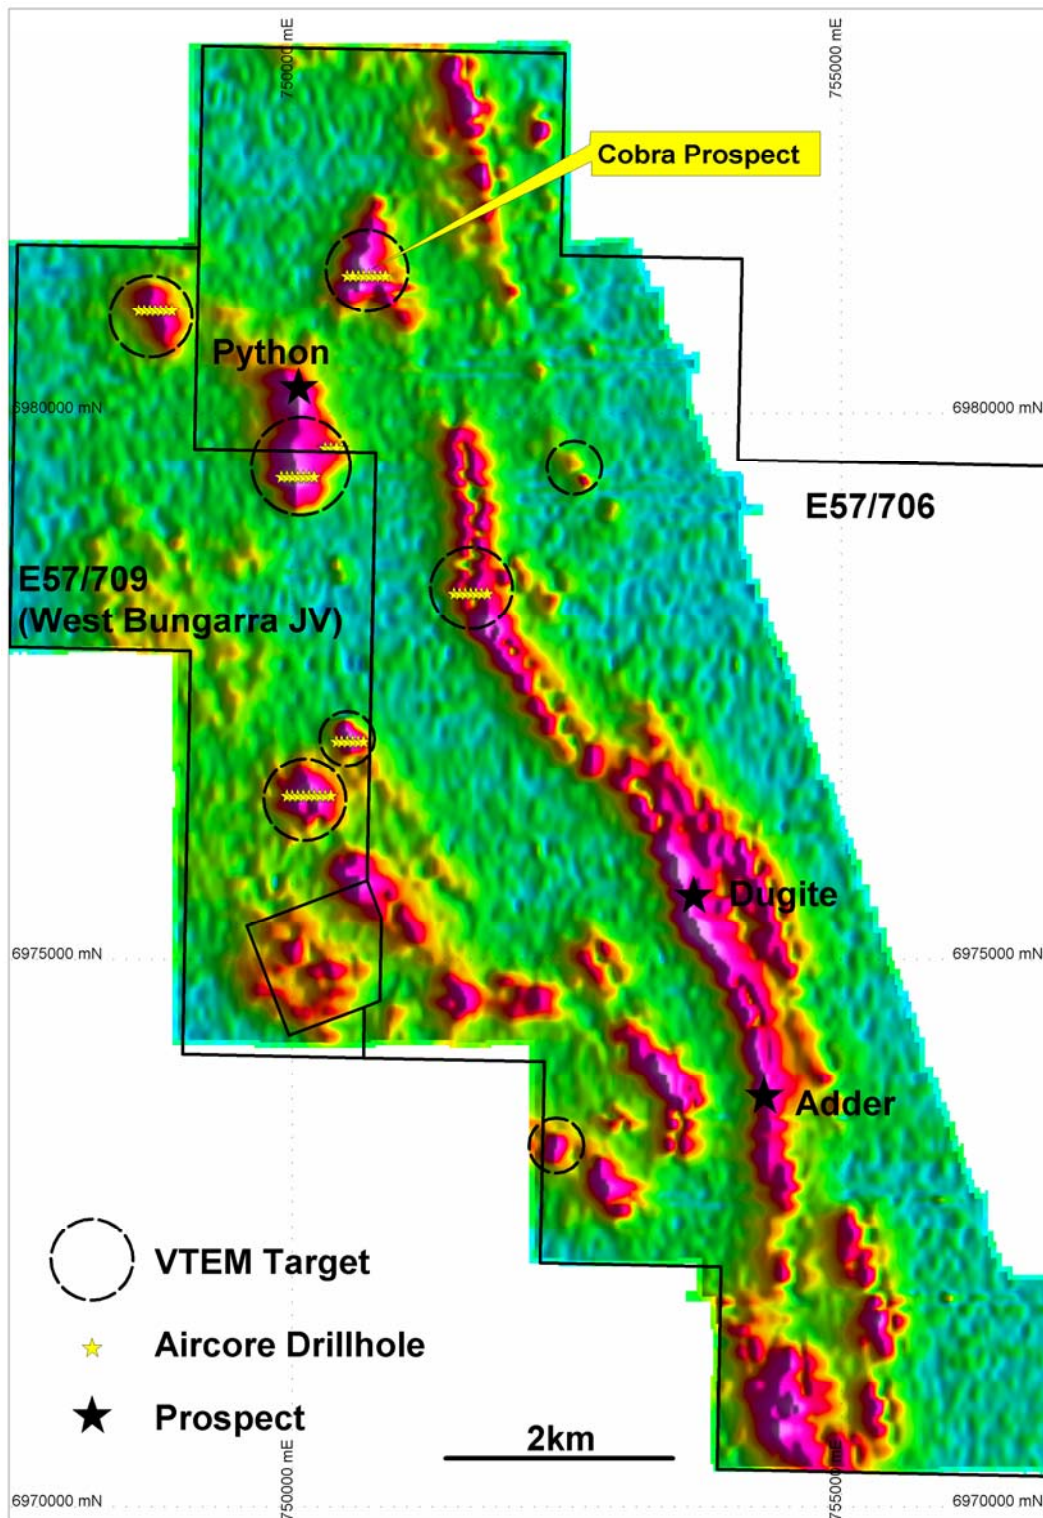 750000 mE
755000 mE
Cobra Prospect
Python
6980000 mN
6980000 mN
E57/706
E57/709
(West Bungarra JV)
Dugite
6975000 mN
6975000 mN
Adder
VTEM Target
Aircore Drillhole
Prospect
2km
750000 mE
755000 mE
6970000 mN
6970000 mN